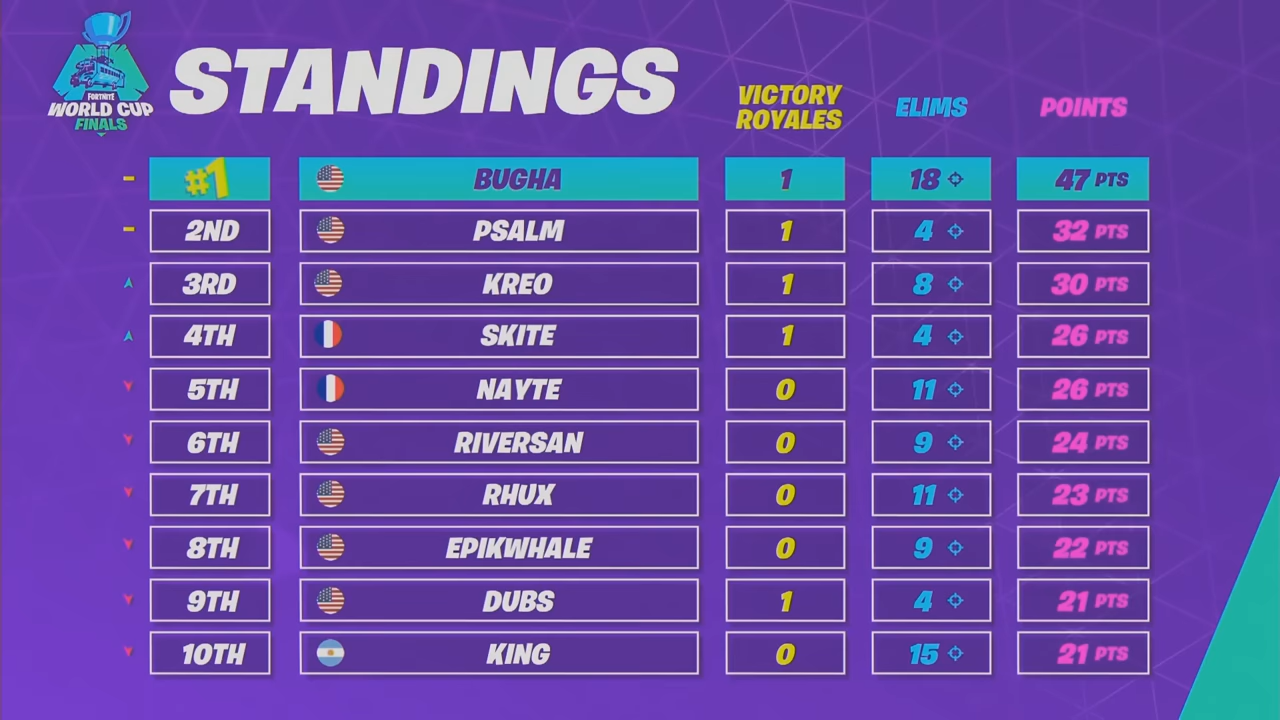 FORTNITE
WORLD CUP
FINALS
STANDINGS
VICTORY
ROYALES
ELIMS
POINTS
#1 BUGHA 1 18 47 PTS
2ND PSALM 1 4 32 PTS
3RD KREO 1 8 30 PTS
4TH SKITE 1 4 26 PTS
5TH NAYTE 0 11 26 PTS
6TH RIVERSAN 0 9 24 PTS
7TH RHUX 0 11 23 PTS
8TH EPIKWHALE 0 9 22 PTS
9TH DUBS 1 4 21 PTS
10TH KING 0 15 21 PTS